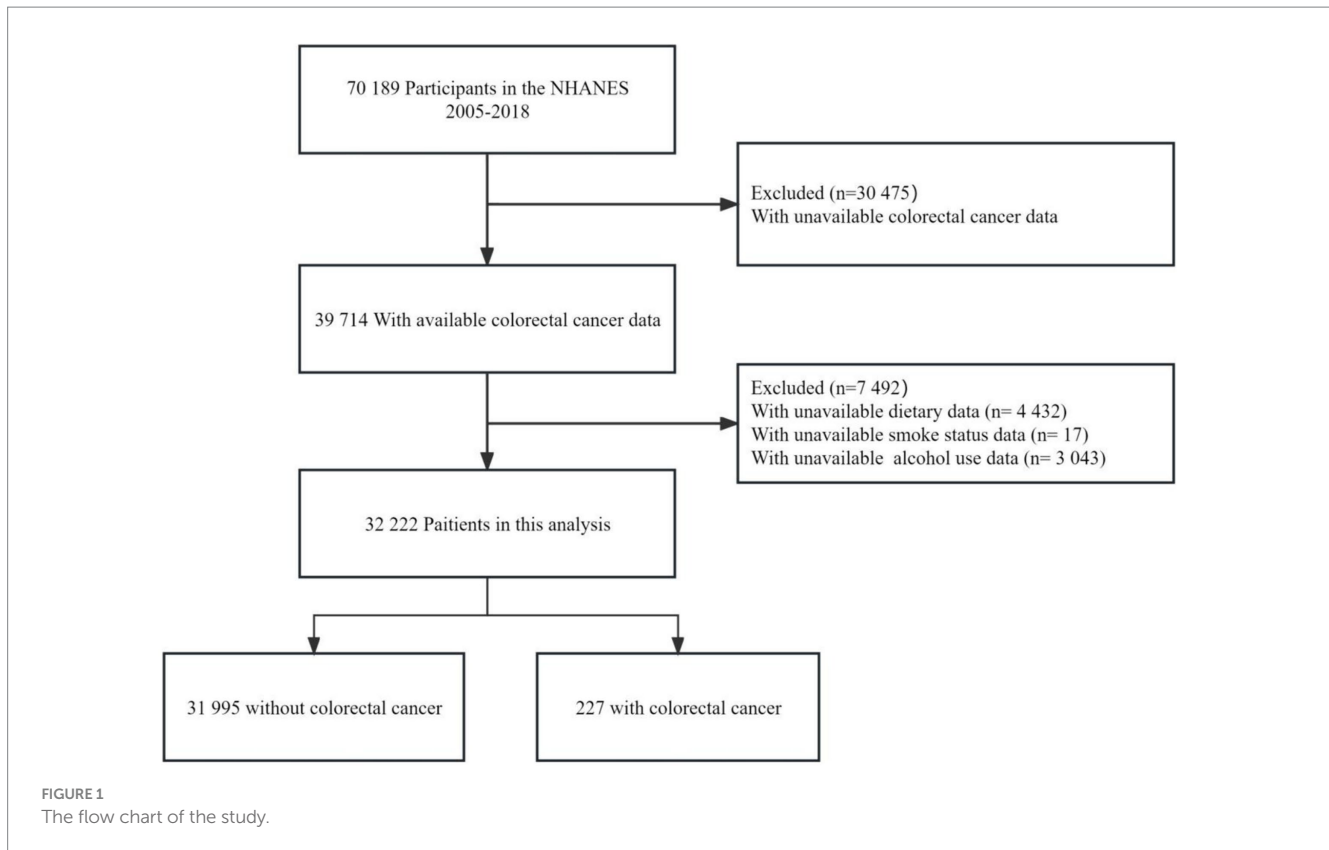 70 189 Participants in the NHANES
2005-2018
Excluded (n=30 475)
With unavailable colorectal cancer data
39 714 With available colorectal cancer data
Excluded (n=7 492)
With unavailable dietary data (n= 4 432)
With unavailable smoke status data (n= 17)
With unavailable  alcohol use data (n= 3 043)
32 222 Paitients in this analysis
31 995 without colorectal cancer
227 with colorectal cancer
FIGURE 1
The flow chart of the study.